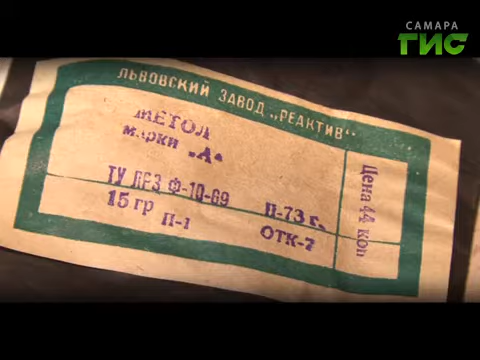 САМАРА
ГИС
ЛЬВОВСКИЙ ЗАВОД „РЕАКТИВ“
МЕТОЛ
марки „А“
ТУ ПРЗ Ф-10-69
15 гр П-1
П-73 г.
ОТК-7
Цена 44 коп